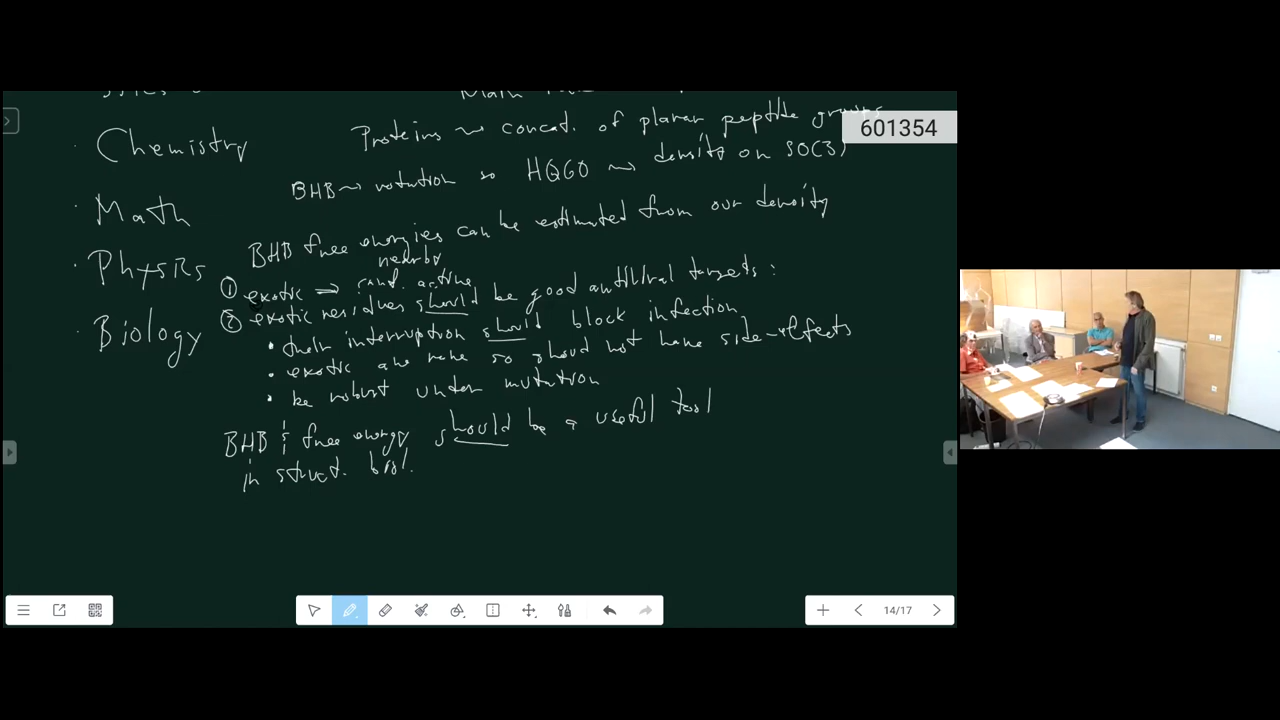 Math
Proteins ⇝ concat. of planar peptide groups
601354
Chemistry
BHB ⇝ rotation so HQGO ⇝ density on SO(3)
Math
BHB free energies can be estimated from our density
Physics
nearby
① exotic ⇒ cand. active
② exotic residues should be good antiviral targets:
Biology
• their interruption should block infection
• exotic are rare so should not have side-effects
• be robust under mutation
BHB & free energy should be a useful tool
in struct. biol.
14/17